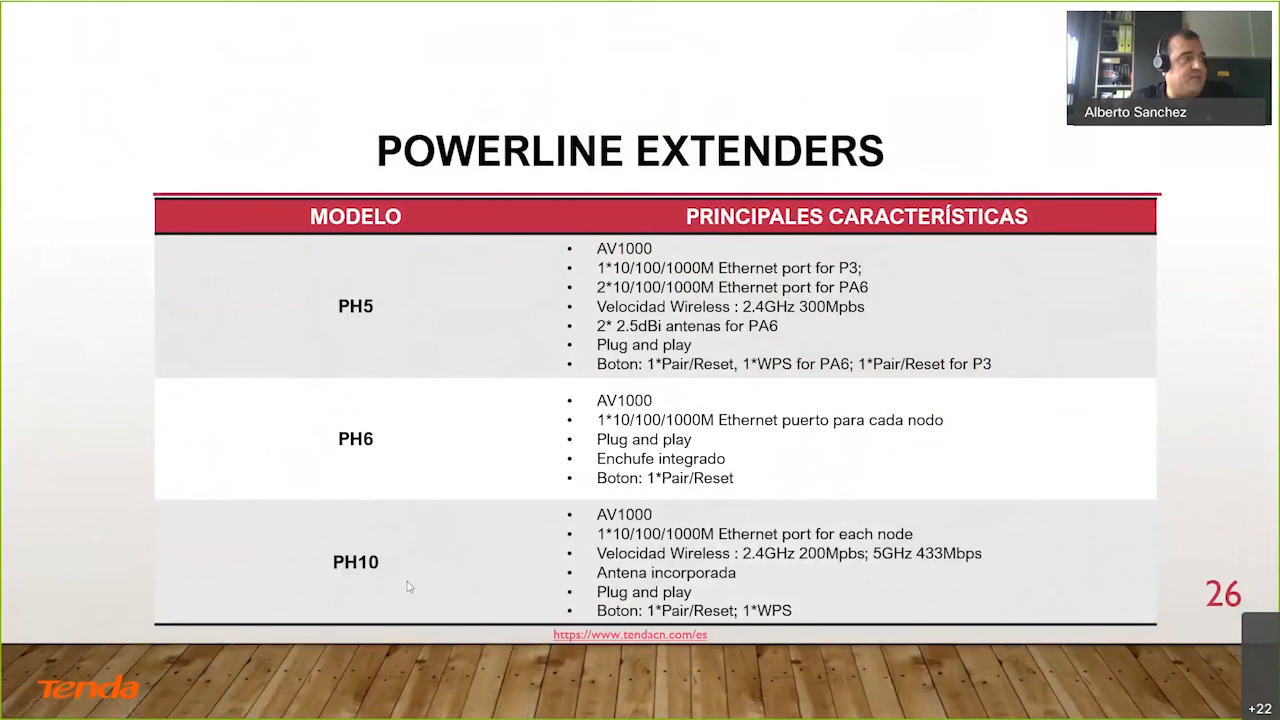 Alberto Sanchez
POWERLINE EXTENDERS
MODELO PRINCIPALES CARACTERÍSTICAS
PH5
• AV1000
• 1*10/100/1000M Ethernet port for P3;
• 2*10/100/1000M Ethernet port for PA6
• Velocidad Wireless : 2.4GHz 300Mpbs
• 2* 2.5dBi antenas for PA6
• Plug and play
• Boton: 1*Pair/Reset, 1*WPS for PA6; 1*Pair/Reset for P3
PH6
• AV1000
• 1*10/100/1000M Ethernet puerto para cada nodo
• Plug and play
• Enchufe integrado
• Boton: 1*Pair/Reset
PH10
• AV1000
• 1*10/100/1000M Ethernet port for each node
• Velocidad Wireless : 2.4GHz 200Mpbs; 5GHz 433Mbps
• Antena incorporada
• Plug and play
• Boton: 1*Pair/Reset; 1*WPS
26
https://www.tendacn.com/es
Tenda
+22